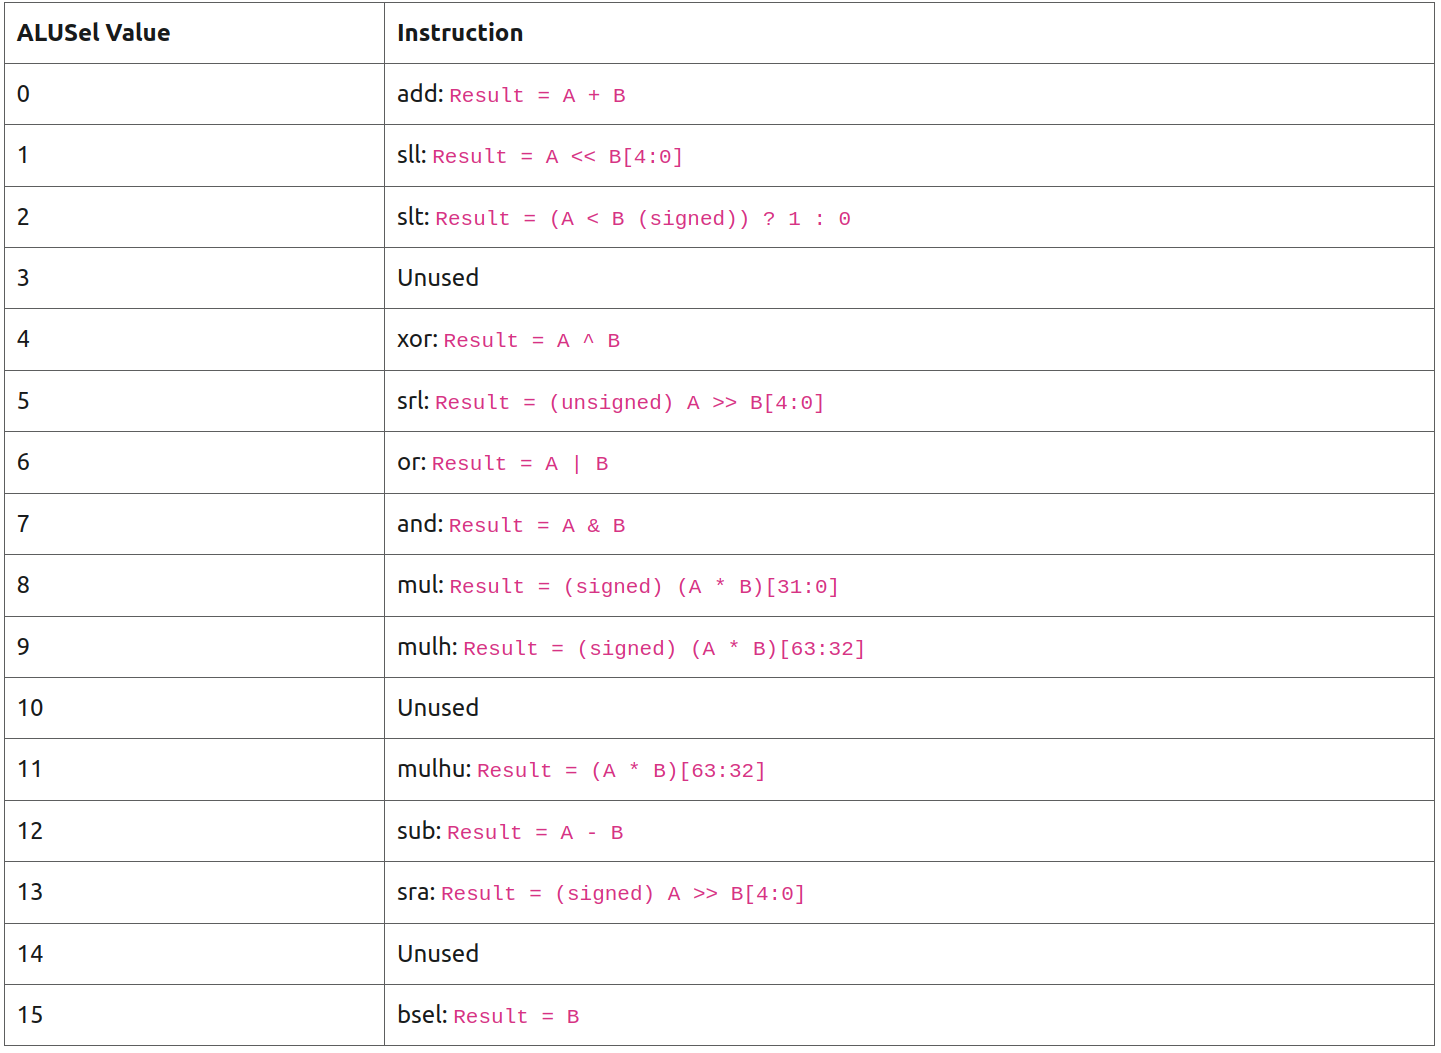 ALUSel Value Instruction
0 add: Result = A + B
1 sll: Result = A << B[4:0]
2 slt: Result = (A < B (signed)) ? 1 : 0
3 Unused
4 xor: Result = A ^ B
5 srl: Result = (unsigned) A >> B[4:0]
6 or: Result = A | B
7 and: Result = A & B
8 mul: Result = (signed) (A * B)[31:0]
9 mulh: Result = (signed) (A * B)[63:32]
10 Unused
11 mulhu: Result = (A * B)[63:32]
12 sub: Result = A - B
13 sra: Result = (signed) A >> B[4:0]
14 Unused
15 bsel: Result = B